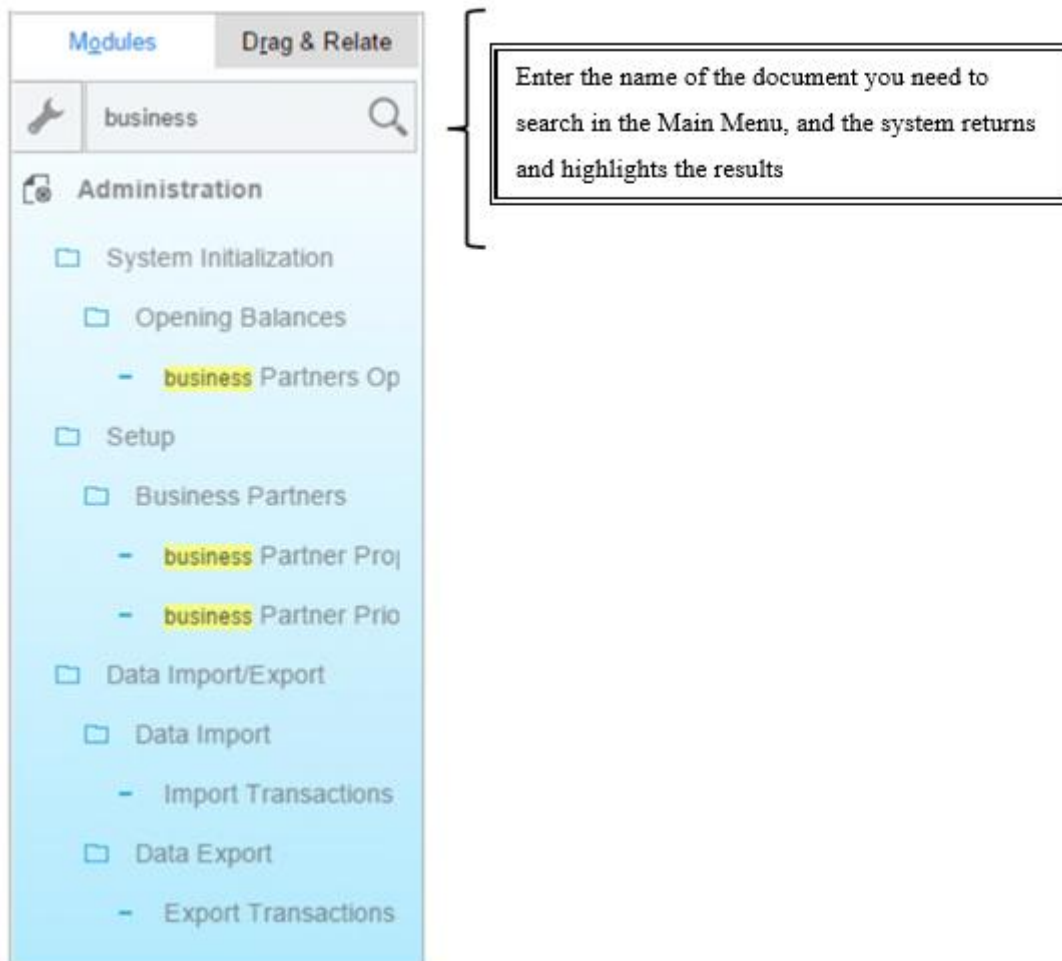 Modules Drag & Relate
business
Administration
System Initialization
Opening Balances
business Partners Op
Setup
Business Partners
business Partner Pro
business Partner Prio
Data Import/Export
Data Import
Import Transactions
Data Export
Export Transactions
Enter the name of the document you need to
search in the Main Menu, and the system returns
and highlights the results